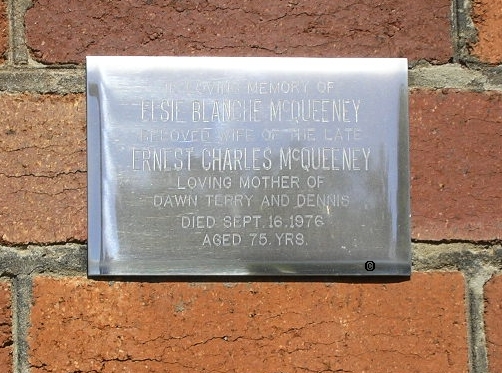 IN LOVING MEMORY OF
ELSIE BLANCHE McQUEENEY
BELOVED WIFE OF THE LATE
ERNEST CHARLES McQUEENEY
LOVING MOTHER OF
DAWN TERRY AND DENNIS
DIED SEPT. 16. 1976
AGED 75. YRS.
©